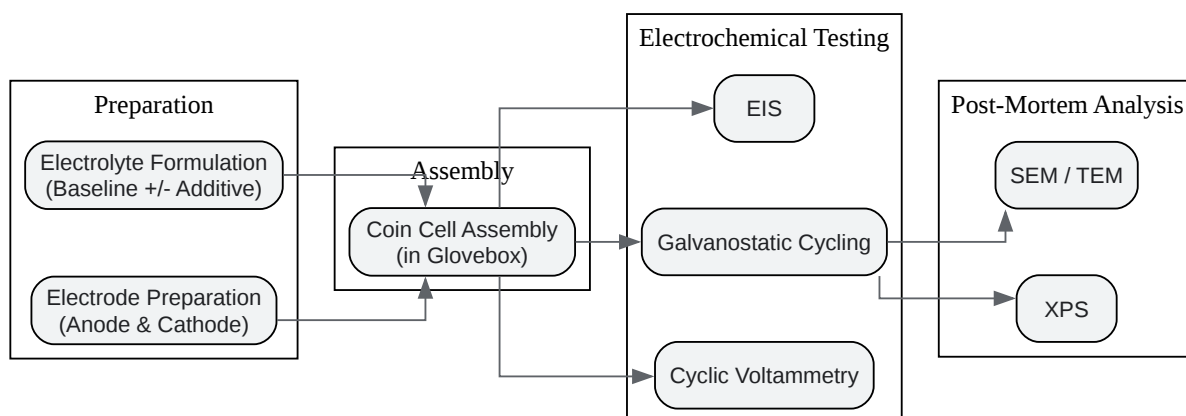 Preparation
Electrolyte Formulation
(Baseline +/- Additive)
Electrode Preparation
(Anode & Cathode)
Assembly
Coin Cell Assembly
(in Glovebox)
Electrochemical Testing
EIS
Galvanostatic Cycling
Cyclic Voltammetry
Post-Mortem Analysis
SEM / TEM
XPS